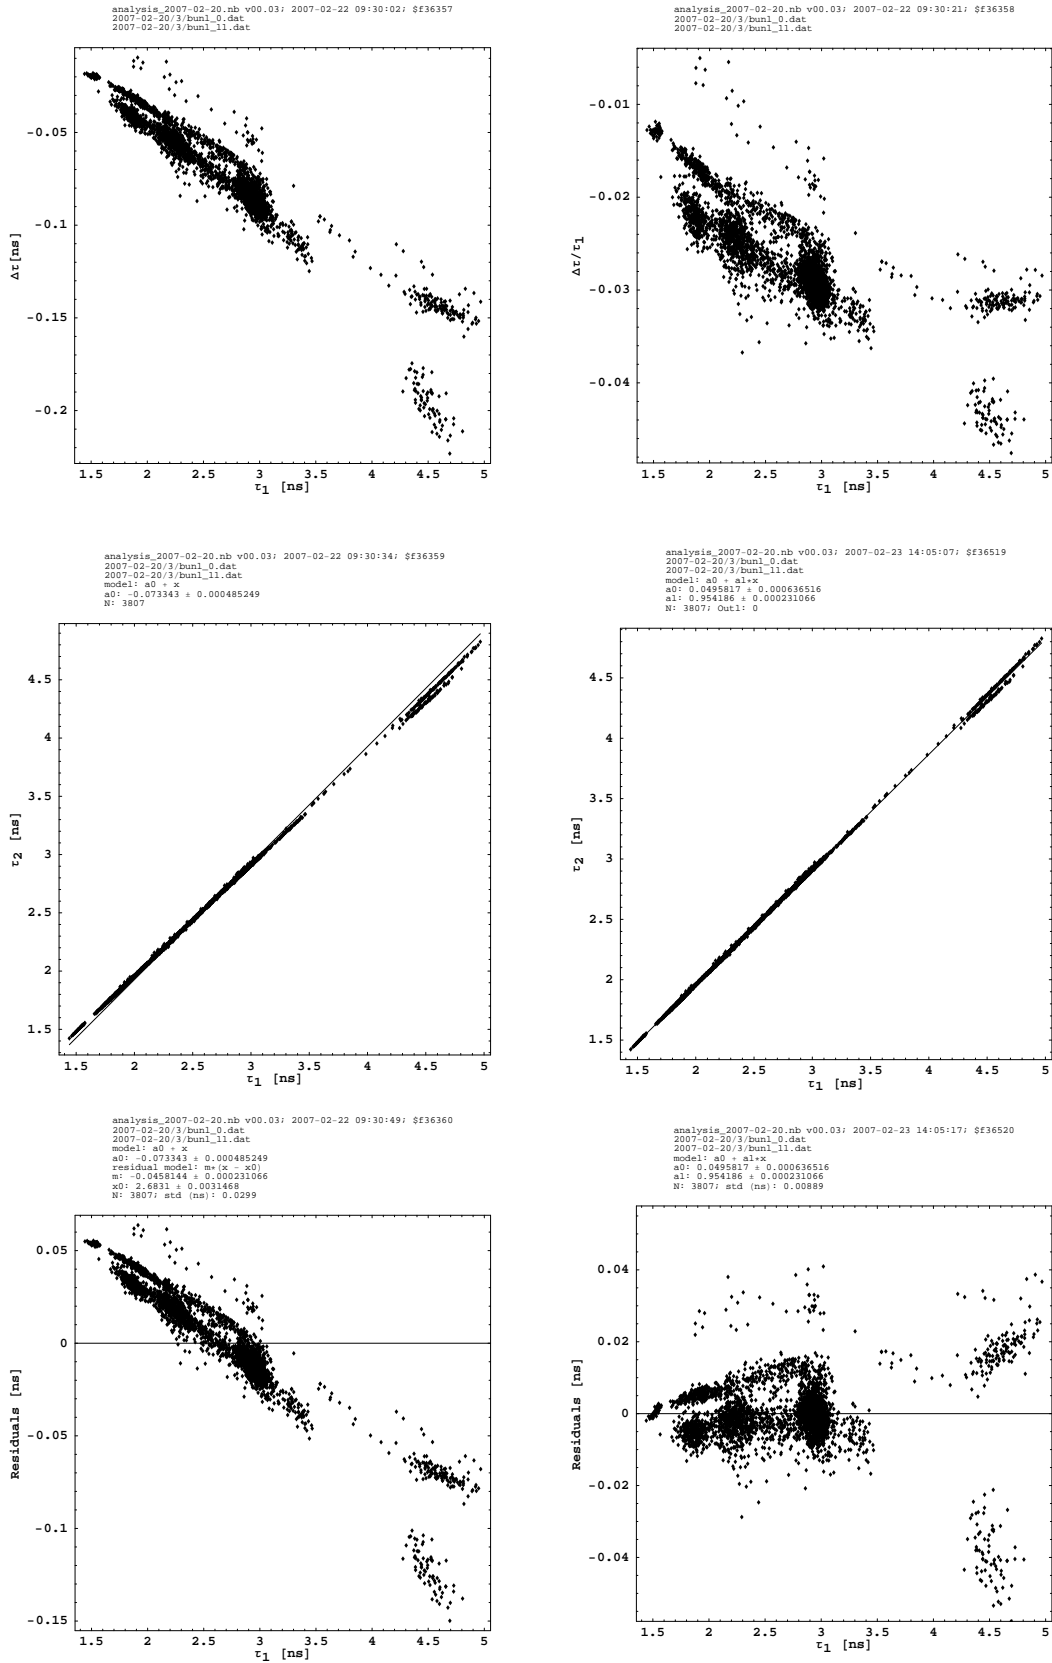 analysis_2007-02-20.nb v00.03; 2007-02-22 09:30:02; $f36357
2007-02-20/3/bunl_0.dat
2007-02-20/3/bunl_11.dat
-0.05
-0.1
-0.15
-0.2
Δτ[ns]
1.5 2 2.5 3 3.5 4 4.5 5
τ1 [ns]
analysis_2007-02-20.nb v00.03; 2007-02-22 09:30:21; $f36358
2007-02-20/3/bunl_0.dat
2007-02-20/3/bunl_11.dat
-0.01
-0.02
-0.03
-0.04
Δτ/τ1
1.5 2 2.5 3 3.5 4 4.5 5
τ1 [ns]
analysis_2007-02-20.nb v00.03; 2007-02-22 09:30:34; $f36359
2007-02-20/3/bunl_0.dat
2007-02-20/3/bunl_11.dat
model: a0 + x
a0: -0.073343 ± 0.000485249
N: 3807
4.5
4
3.5
3
2.5
2
1.5
τ2 [ns]
1.5 2 2.5 3 3.5 4 4.5 5
τ1 [ns]
analysis_2007-02-20.nb v00.03; 2007-02-23 14:05:07; $f36519
2007-02-20/3/bunl_0.dat
2007-02-20/3/bunl_11.dat
model: a0 + a1*x
a0: 0.0495817 ± 0.000636516
a1: 0.954186 ± 0.000231066
N: 3807; Outl: 0
4.5
4
3.5
3
2.5
2
1.5
τ2 [ns]
1.5 2 2.5 3 3.5 4 4.5 5
τ1 [ns]
analysis_2007-02-20.nb v00.03; 2007-02-22 09:30:49; $f36360
2007-02-20/3/bunl_0.dat
2007-02-20/3/bunl_11.dat
model: a0 + x
a0: -0.073343 ± 0.000485249
residual model: m*(x - x0)
m: -0.0458144 ± 0.000231066
x0: 2.6831 ± 0.0031468
N: 3807; std (ns): 0.0299
0.05
0
-0.05
-0.1
-0.15
Residuals [ns]
1.5 2 2.5 3 3.5 4 4.5 5
τ1 [ns]
analysis_2007-02-20.nb v00.03; 2007-02-23 14:05:17; $f36520
2007-02-20/3/bunl_0.dat
2007-02-20/3/bunl_11.dat
model: a0 + a1*x
a0: 0.0495817 ± 0.000636516
a1: 0.954186 ± 0.000231066
N: 3807; std (ns): 0.00889
0.04
0.02
0
-0.02
-0.04
Residuals [ns]
1.5 2 2.5 3 3.5 4 4.5 5
τ1 [ns]